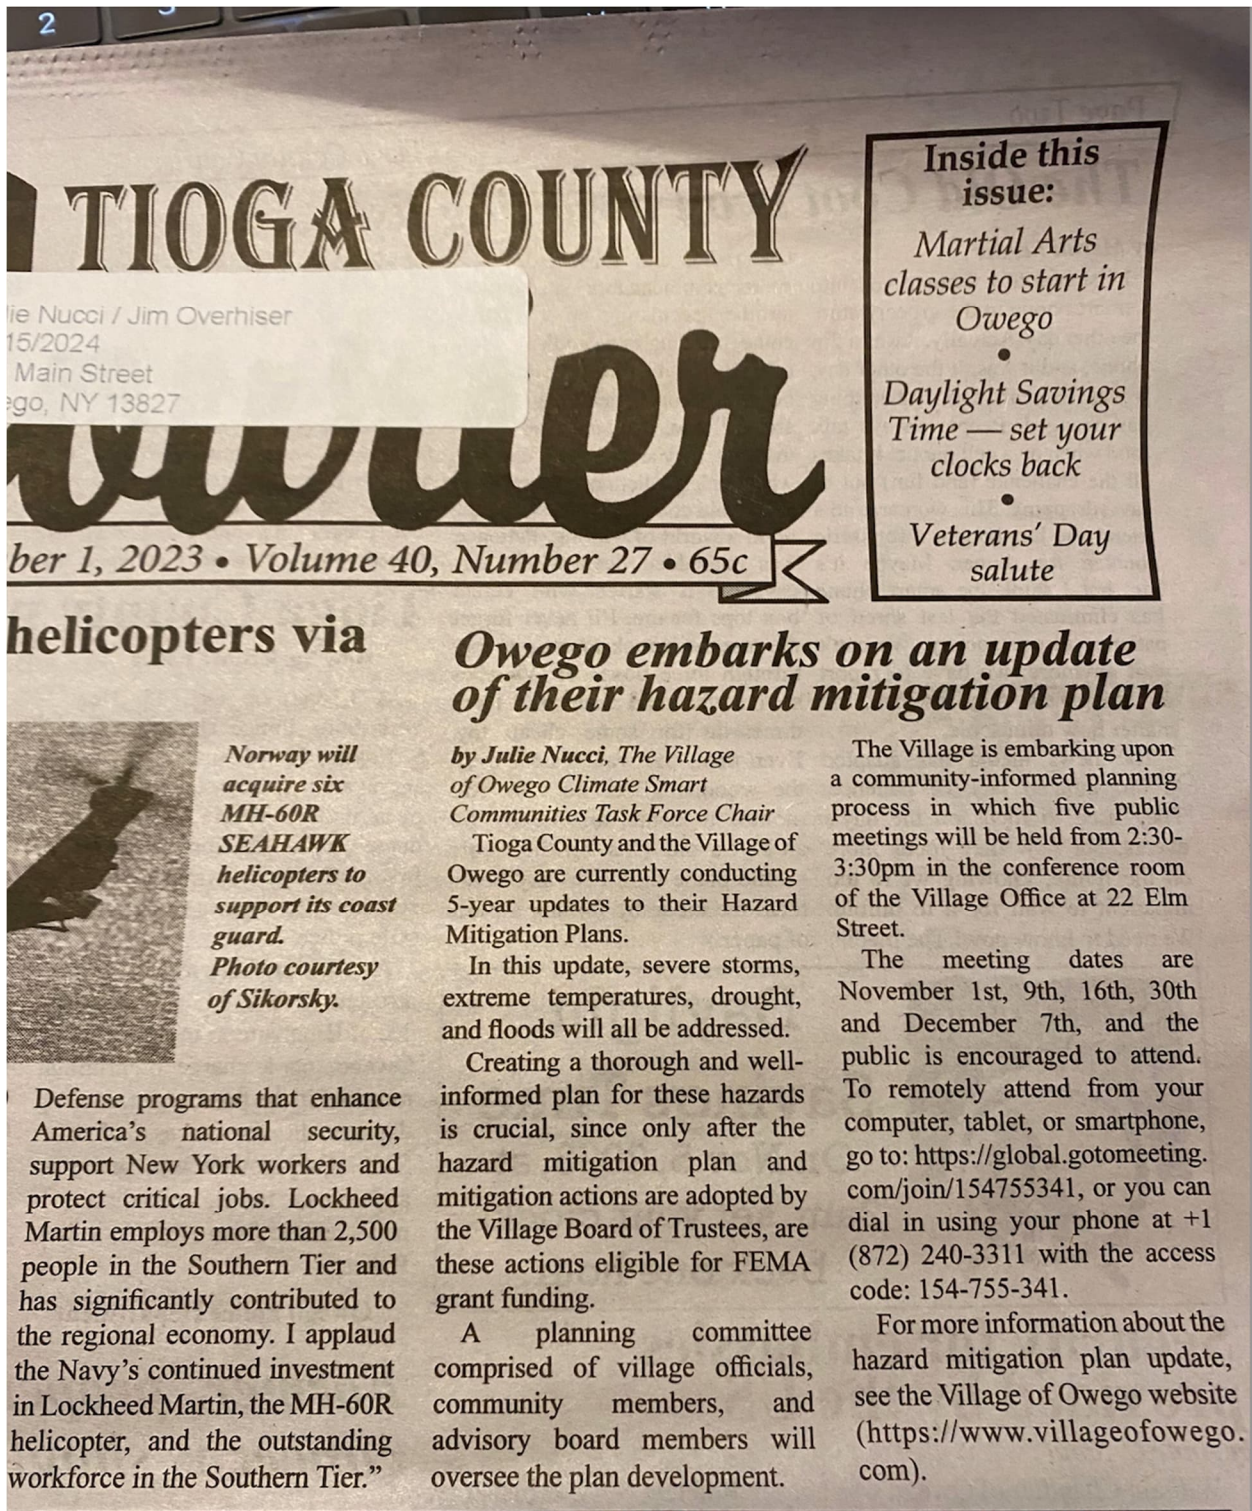 2
TIOGA COUNTY
lie Nucci / Jim Overhiser
15/2024
Main Street
ego, NY 13827
ber 1, 2023 • Volume 40, Number 27 • 65c
Inside this
issue:
Martial Arts
classes to start in
Owego
•
Daylight Savings
Time — set your
clocks back
•
Veterans' Day
salute
helicopters via
Norway will
acquire six
MH-60R
SEAHAWK
helicopters to
support its coast
guard.
Photo courtesy
of Sikorsky.
Defense programs that enhance
America's national security,
support New York workers and
protect critical jobs. Lockheed
Martin employs more than 2,500
people in the Southern Tier and
has significantly contributed to
the regional economy. I applaud
the Navy's continued investment
in Lockheed Martin, the MH-60R
helicopter, and the outstanding
workforce in the Southern Tier."
Owego embarks on an update
of their hazard mitigation plan
by Julie Nucci, The Village
of Owego Climate Smart
Communities Task Force Chair
Tioga County and the Village of
Owego are currently conducting
5-year updates to their Hazard
Mitigation Plans.
In this update, severe storms,
extreme temperatures, drought,
and floods will all be addressed.
Creating a thorough and well-
informed plan for these hazards
is crucial, since only after the
hazard mitigation plan and
mitigation actions are adopted by
the Village Board of Trustees, are
these actions eligible for FEMA
grant funding.
A planning committee
comprised of village officials,
community members, and
advisory board members will
oversee the plan development.
The Village is embarking upon
a community-informed planning
process in which five public
meetings will be held from 2:30-
3:30pm in the conference room
of the Village Office at 22 Elm
Street.
The meeting dates are
November 1st, 9th, 16th, 30th
and December 7th, and the
public is encouraged to attend.
To remotely attend from your
computer, tablet, or smartphone,
go to: https://global.gotomeeting.
com/join/154755341, or you can
dial in using your phone at +1
(872) 240-3311 with the access
code: 154-755-341.
For more information about the
hazard mitigation plan update,
see the Village of Owego website
(https://www.villageofowego.
com).